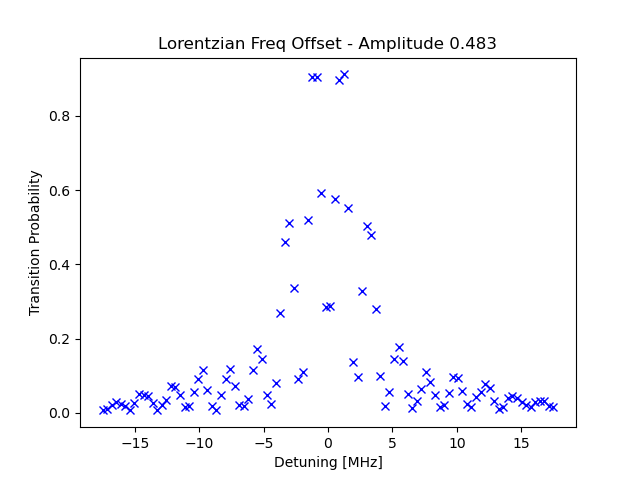 Lorentzian Freq Offset - Amplitude 0.483
Transition Probability
0.8
0.6
0.4
0.2
0.0
−15 −10 −5 0 5 10 15
Detuning [MHz]